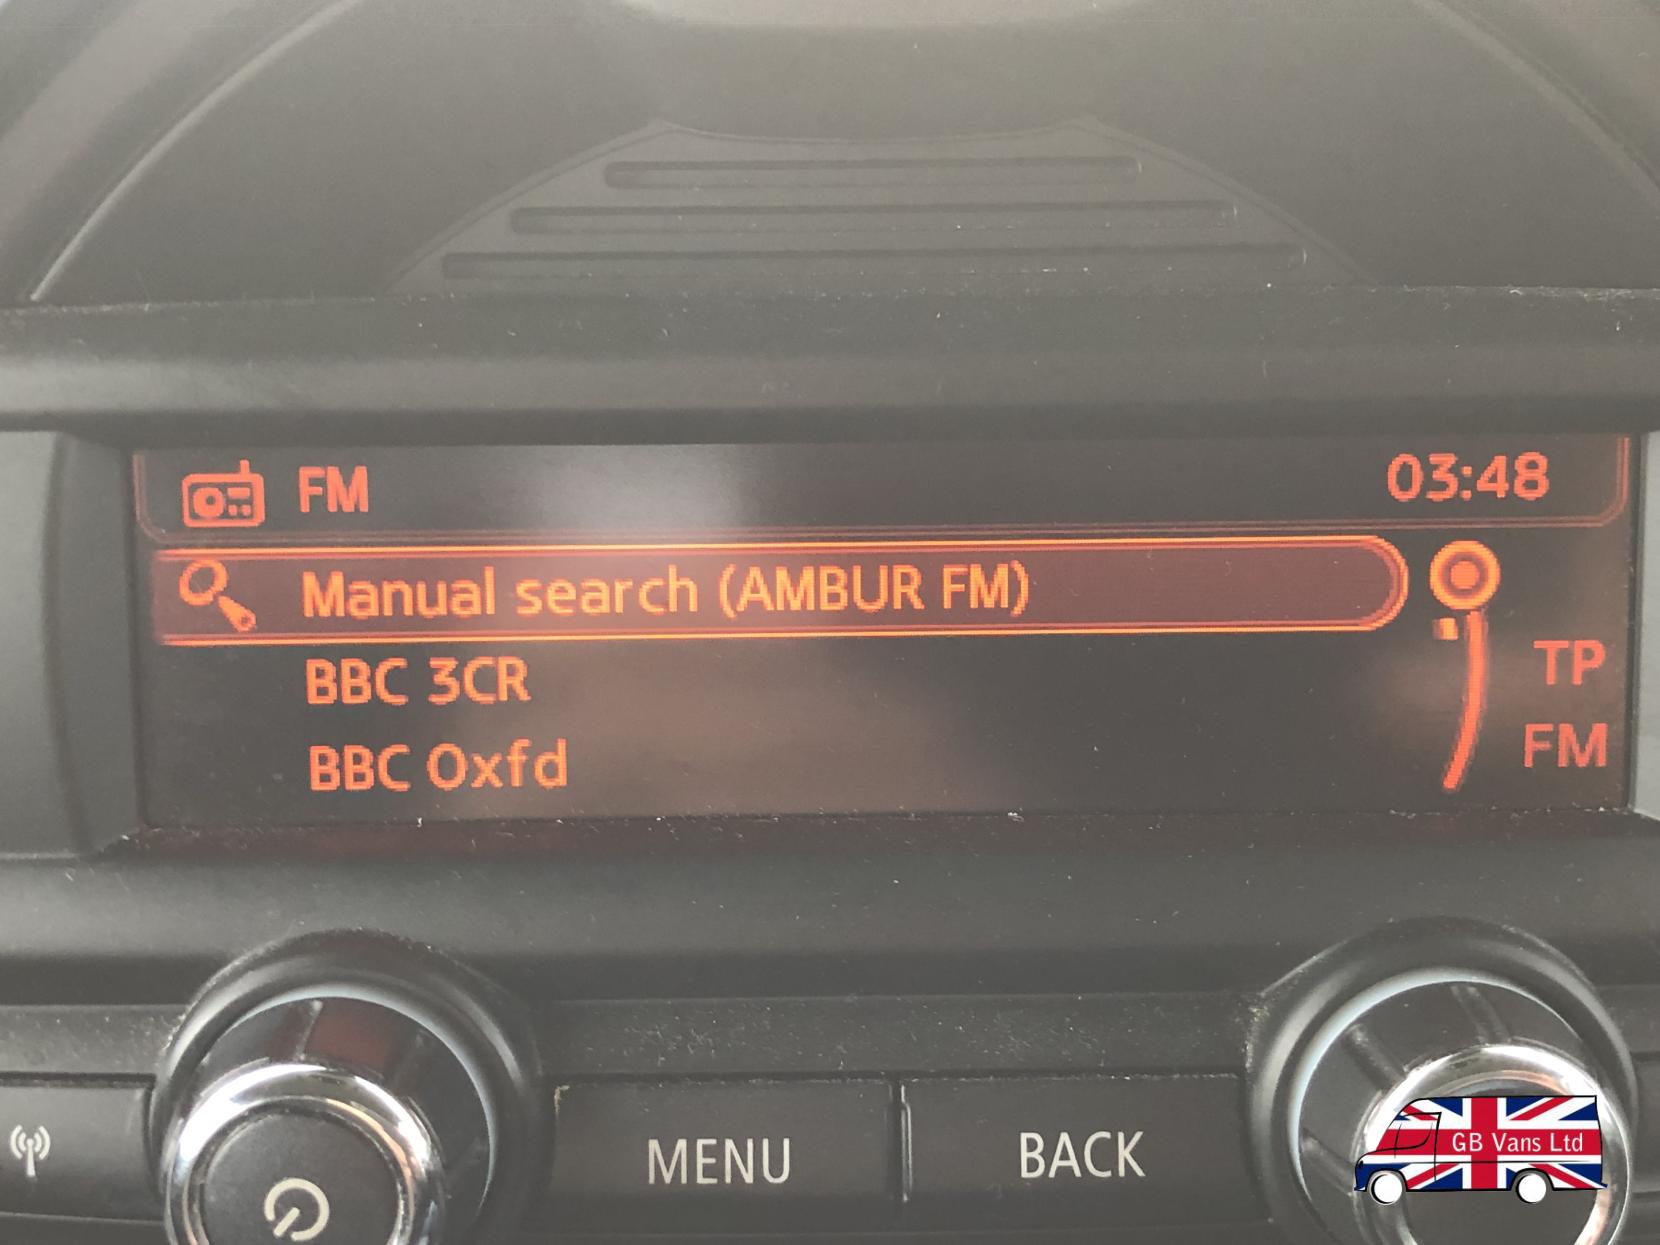 FM 03:48
Manual search (AMBUR FM)
BBC 3CR
TP
BBC Oxfd
FM
MENU BACK
GB Vans Ltd